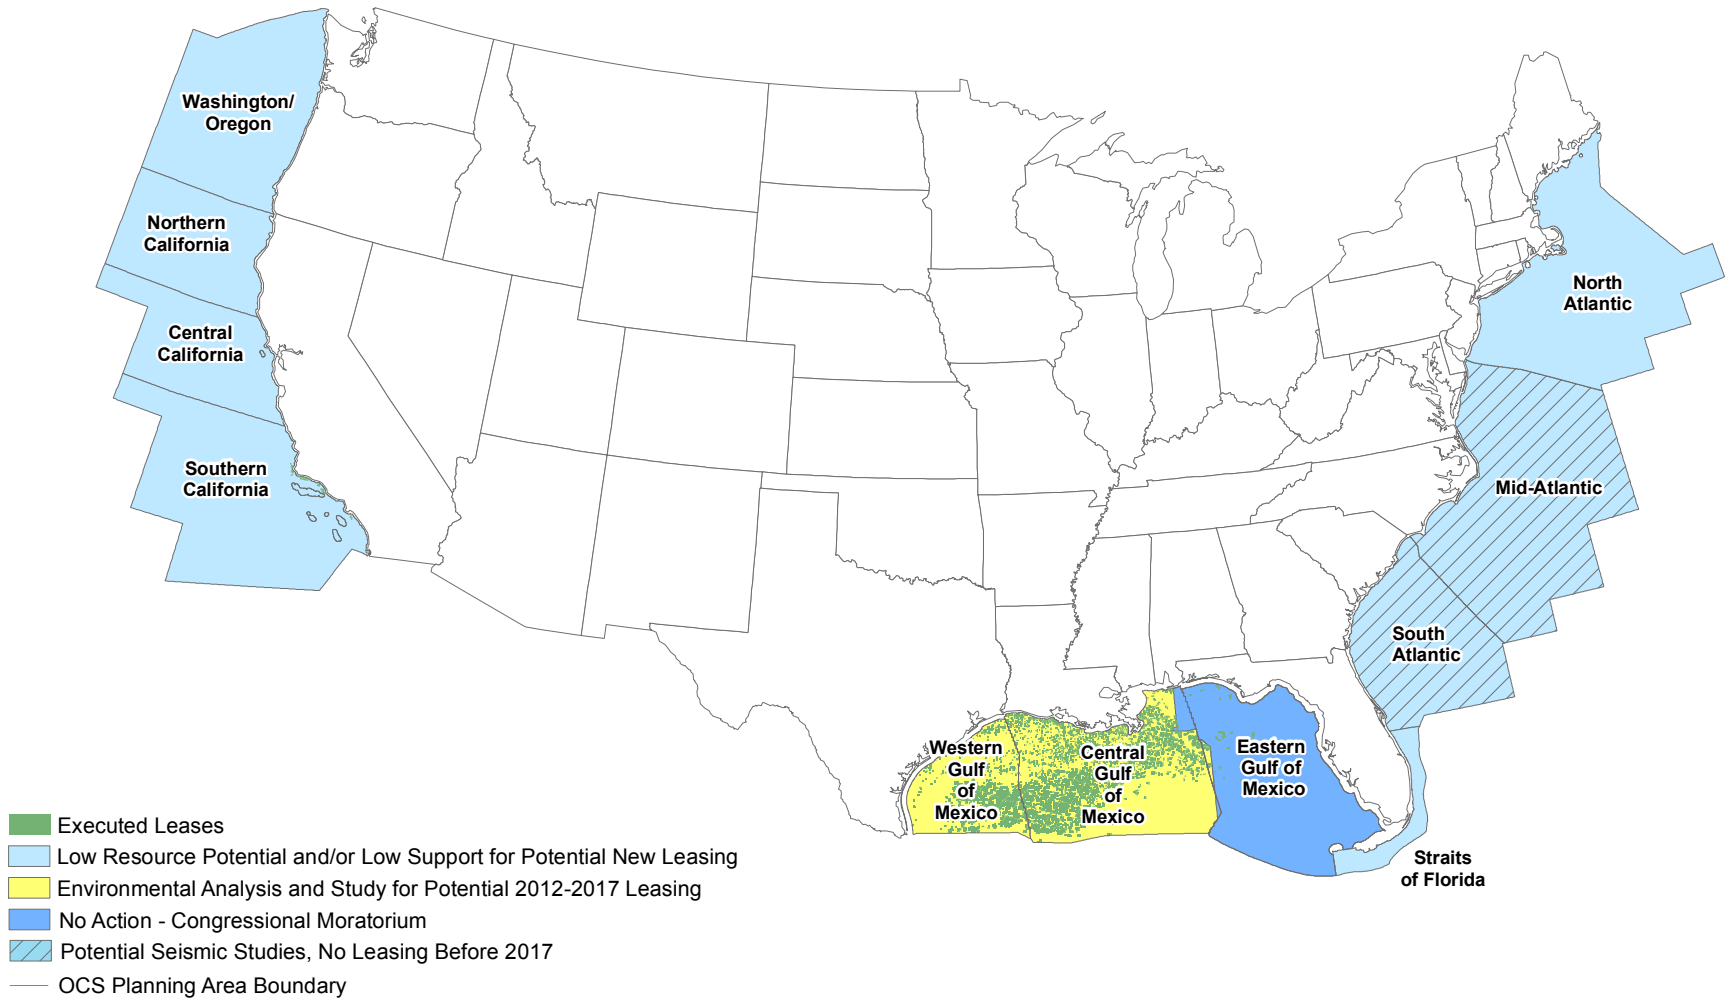 Washington/
Oregon
Northern
California
Central
California
Southern
California
North
Atlantic
Mid-Atlantic
South
Atlantic
Western
Gulf
of
Mexico
Central
Gulf
of
Mexico
Eastern
Gulf of
Mexico
Straits
of Florida
Executed Leases
Low Resource Potential and/or Low Support for Potential New Leasing
Environmental Analysis and Study for Potential 2012-2017 Leasing
No Action - Congressional Moratorium
Potential Seismic Studies, No Leasing Before 2017
OCS Planning Area Boundary